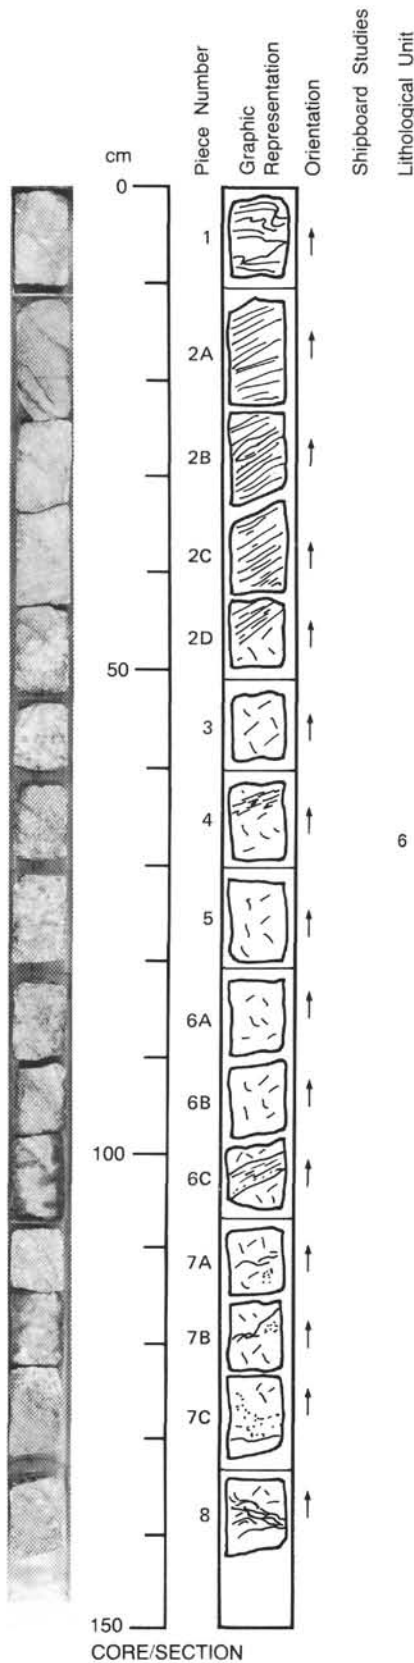 Piece Number
Graphic
Representation
Orientation
Shipboard Studies
Lithological Unit
cm
0
1
2A
2B
2C
2D
50
3
4
6
5
6A
6B
100
6C
7A
7B
7C
8
150
CORE/SECTION